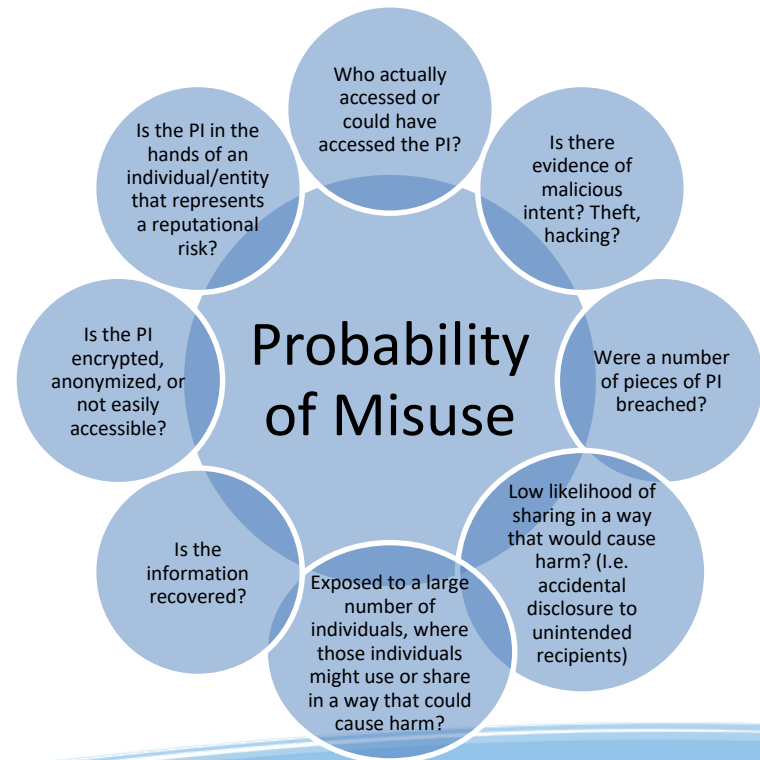 Probability
of Misuse
Who actually
accessed or
could have
accessed the PI?
Is there
evidence of
malicious
intent? Theft,
hacking?
Were a number
of pieces of PI
breached?
Low likelihood of
sharing in a way
that would cause
harm? (I.e.
accidental
disclosure to
unintended
recipients)
Exposed to a large
number of
individuals, where
those individuals
might use or share
in a way that could
cause harm?
Is the
information
recovered?
Is the PI
encrypted,
anonymized, or
not easily
accessible?
Is the PI in the
hands of an
individual/entity
that represents
a reputational
risk?